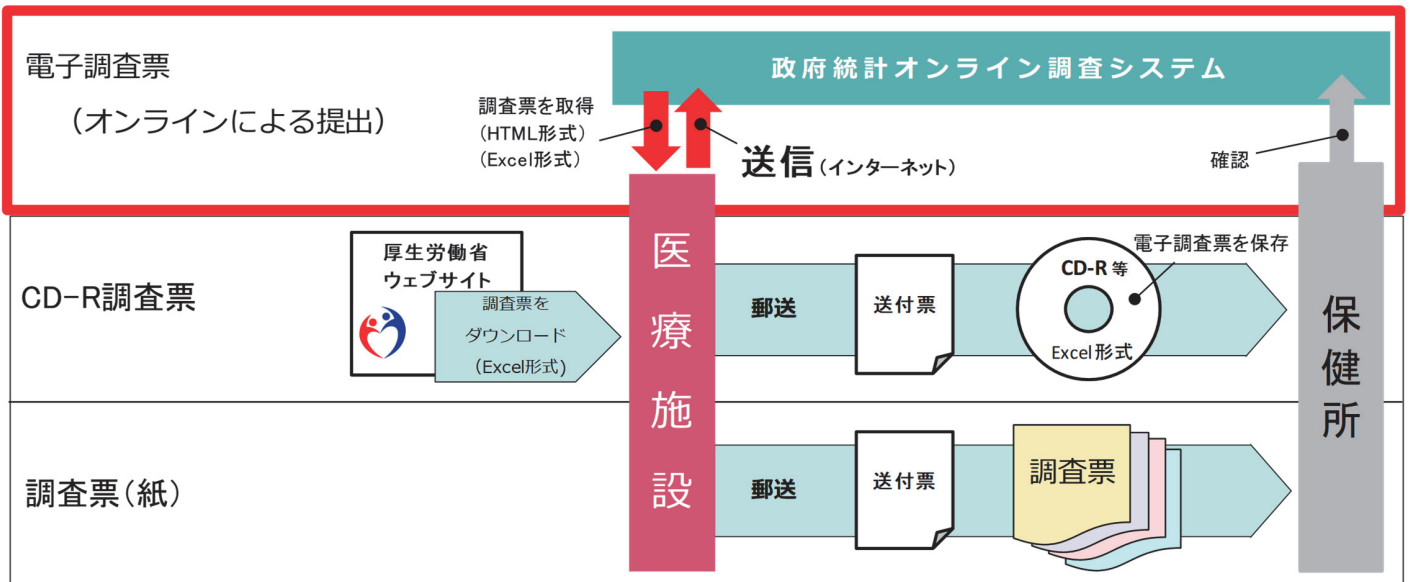 電子調査票
（オンラインによる提出）
政府統計オンライン調査システム
調査票を取得
（HTML形式）
（Excel形式）
送信（インターネット）
確認
CD-R調査票
厚生労働省
ウェブサイト
調査票を
ダウンロード
（Excel形式）
医療施設
郵送
送付票
CD-R 等
Excel 形式
電子調査票を保存
保健所
調査票（紙）
郵送
送付票
調査票